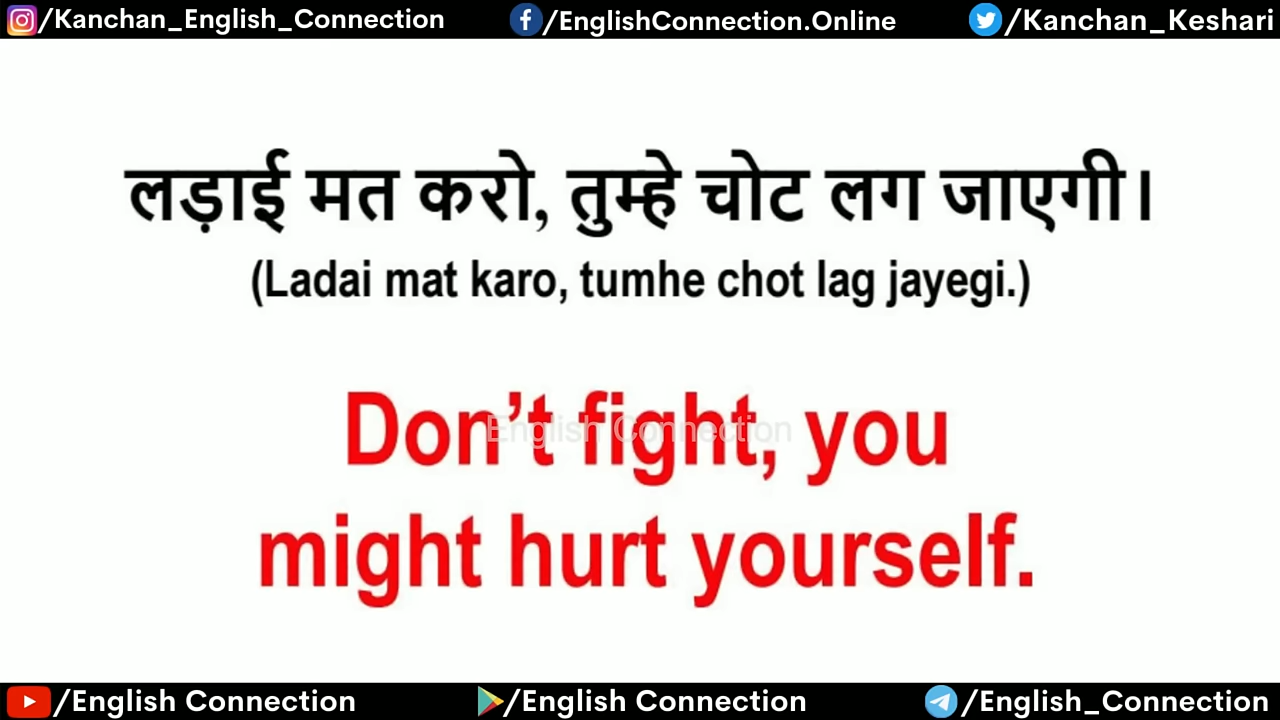 /Kanchan_English_Connection /EnglishConnection.Online /Kanchan_Keshari
लड़ाई मत करो, तुम्हे चोट लग जाएगी।
(Ladai mat karo, tumhe chot lag jayegi.)
Don’t fight, you
English Connection
might hurt yourself.
/English Connection /English Connection /English_Connection